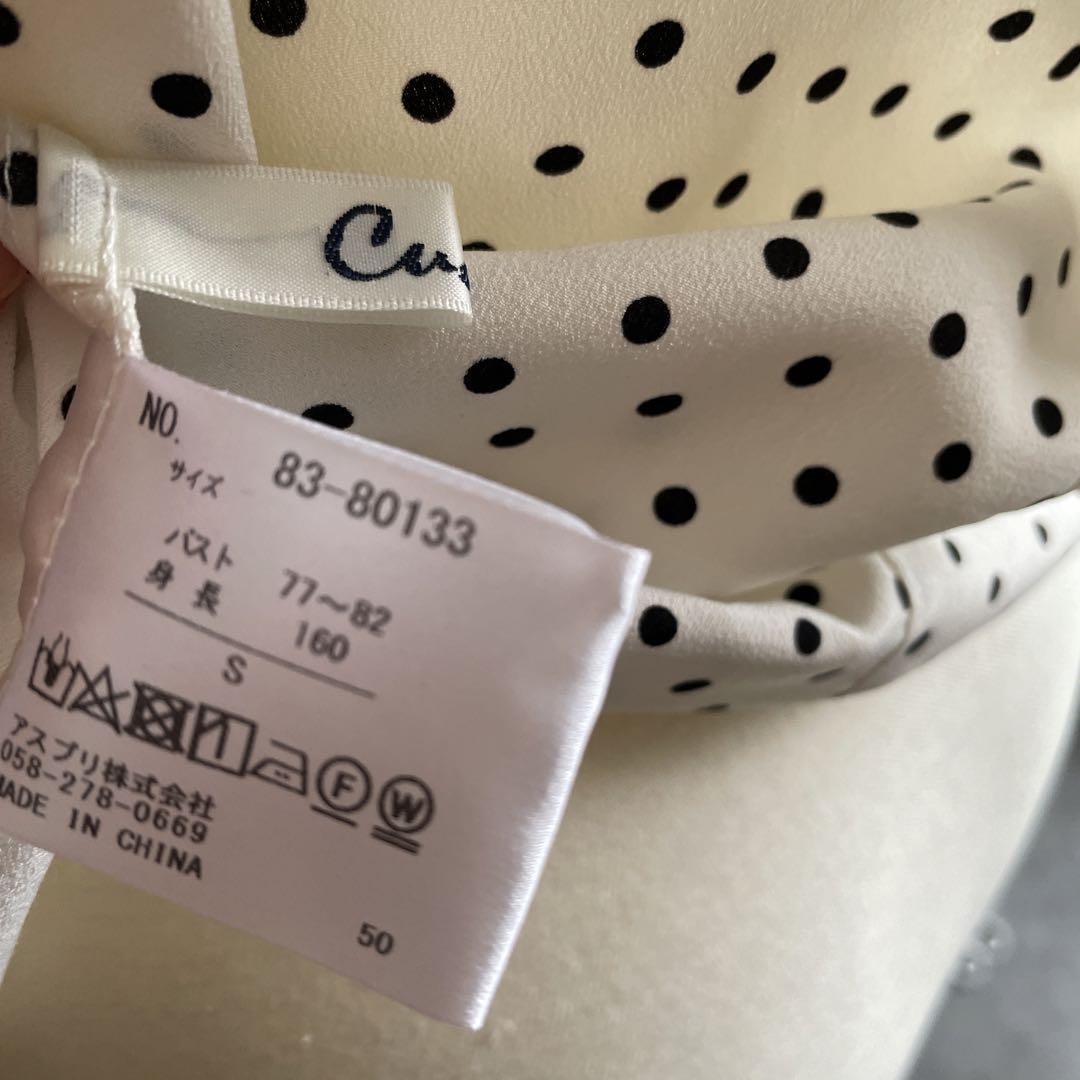 NO. 83-80133
サイズ
バスト 77～82
身長 160
S
F W
アスプリ株式会社
058-278-0669
MADE IN CHINA
50